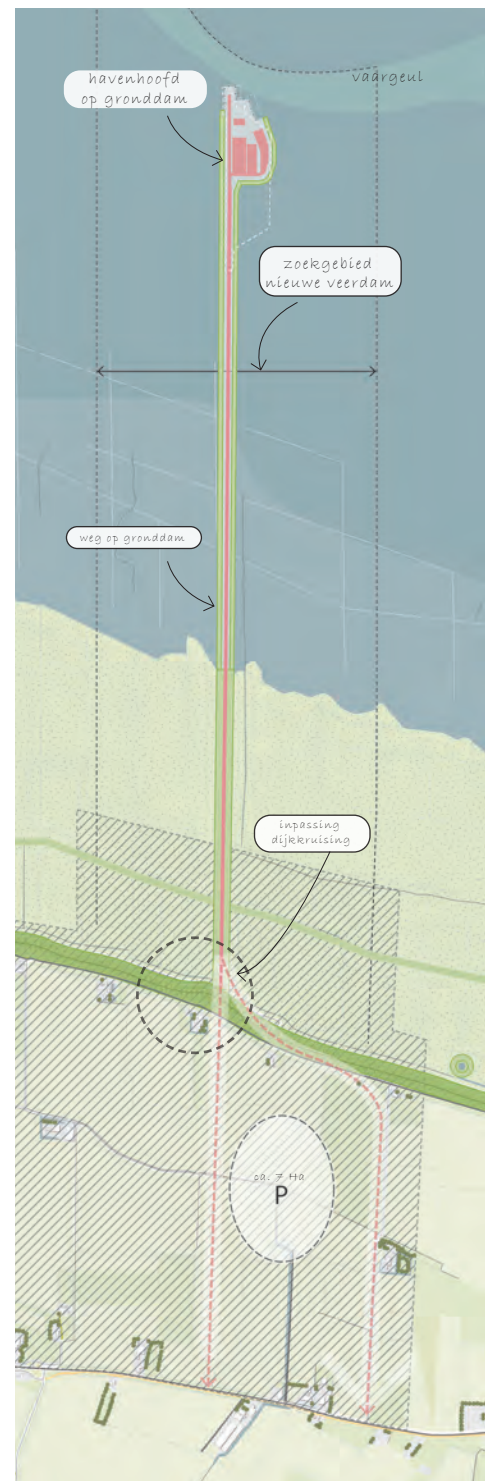 havenhoofd
op gronddam
vaargeul
zoekgebied
nieuwe veerdam
weg op gronddam
inpassing
dijkkruising
ca. 7 Ha
P